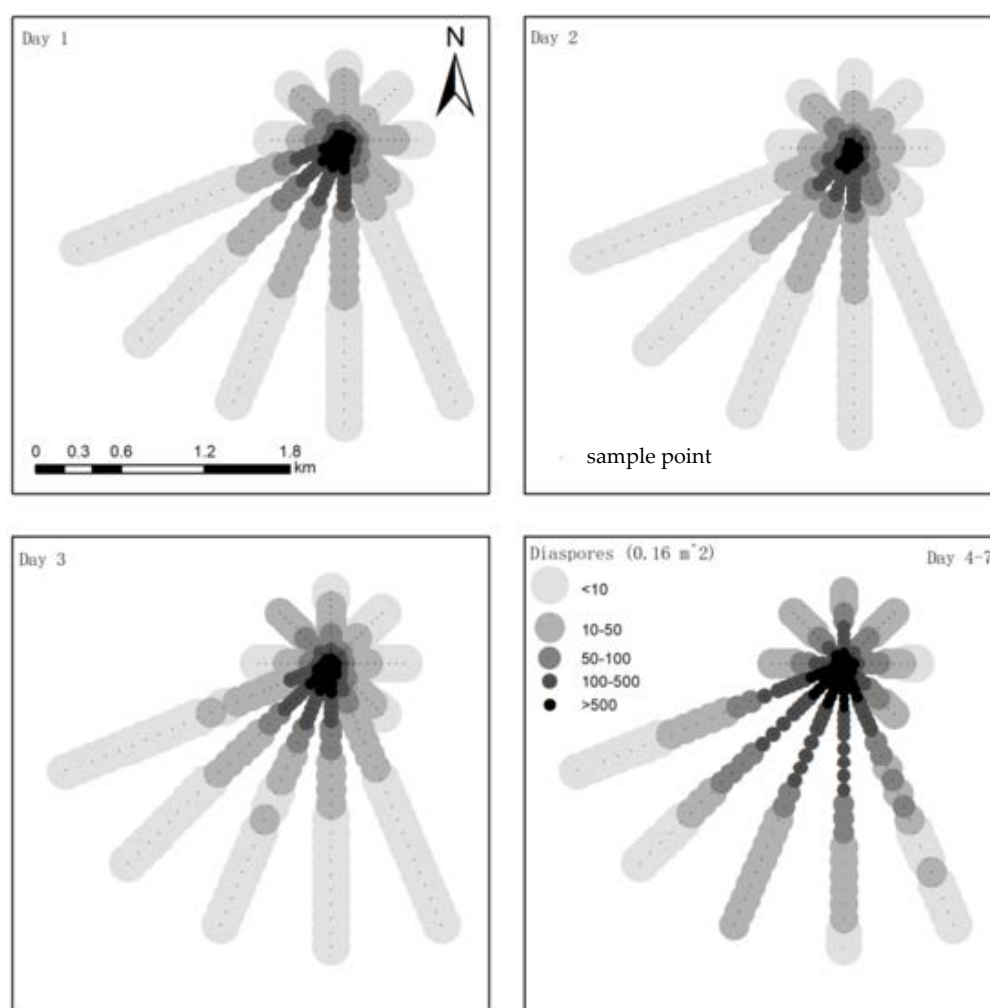 Day 1
N
0 0.3 0.6 1.2 1.8
km
Day 2
sample point
Day 3
Diaspores (0.16 m^2)
Day 4-7
<10
10-50
50-100
100-500
>500